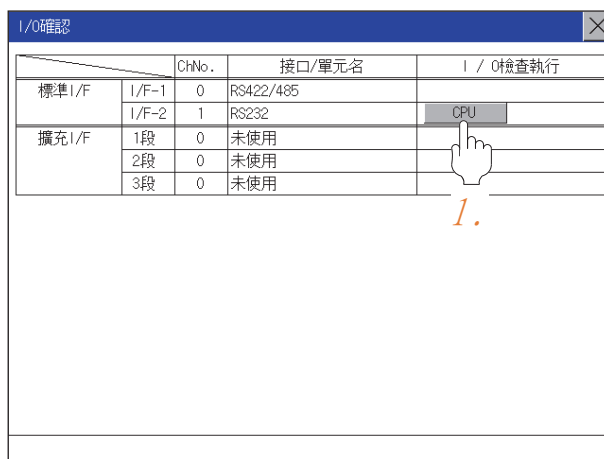 I/O確認
ChNo. 接口/單元名 I / O檢查執行
標準I/F I/F-1 0 RS422/485
I/F-2 1 RS232 CPU
擴充I/F 1段 0 未使用
2段 0 未使用
3段 0 未使用
1.